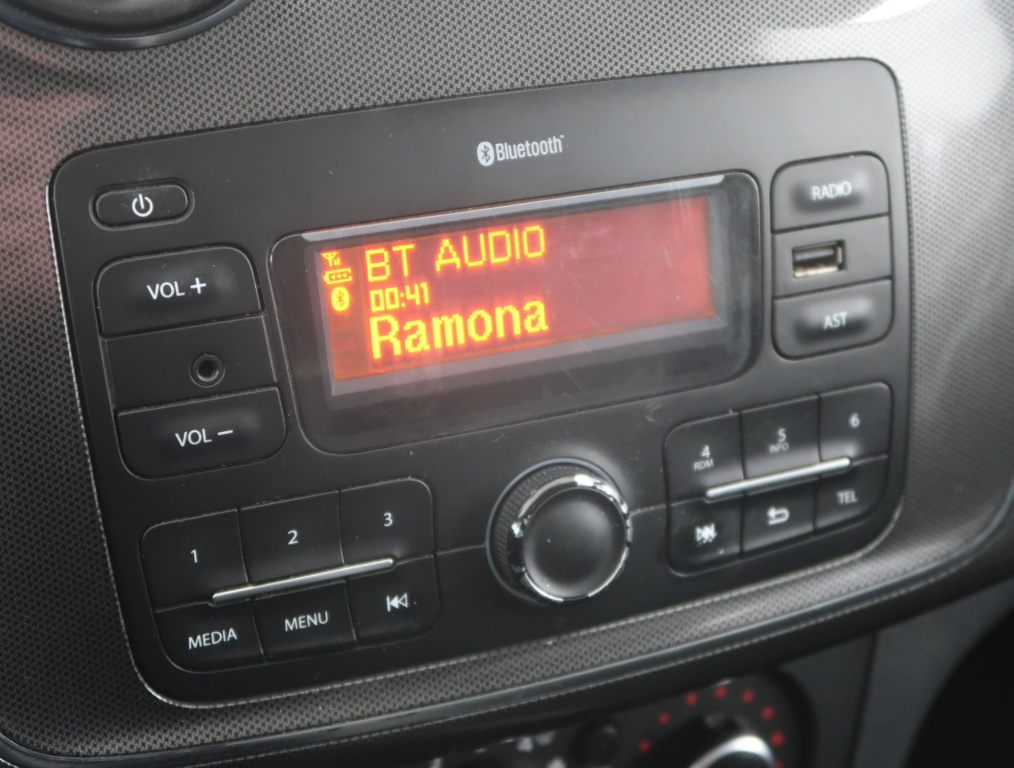 Bluetooth™
RADIO
VOL +
BT AUDIO
00:41
Ramona
AST
VOL −
1
2
3
MEDIA
MENU
4
RDM
5
INFO
6
TEL